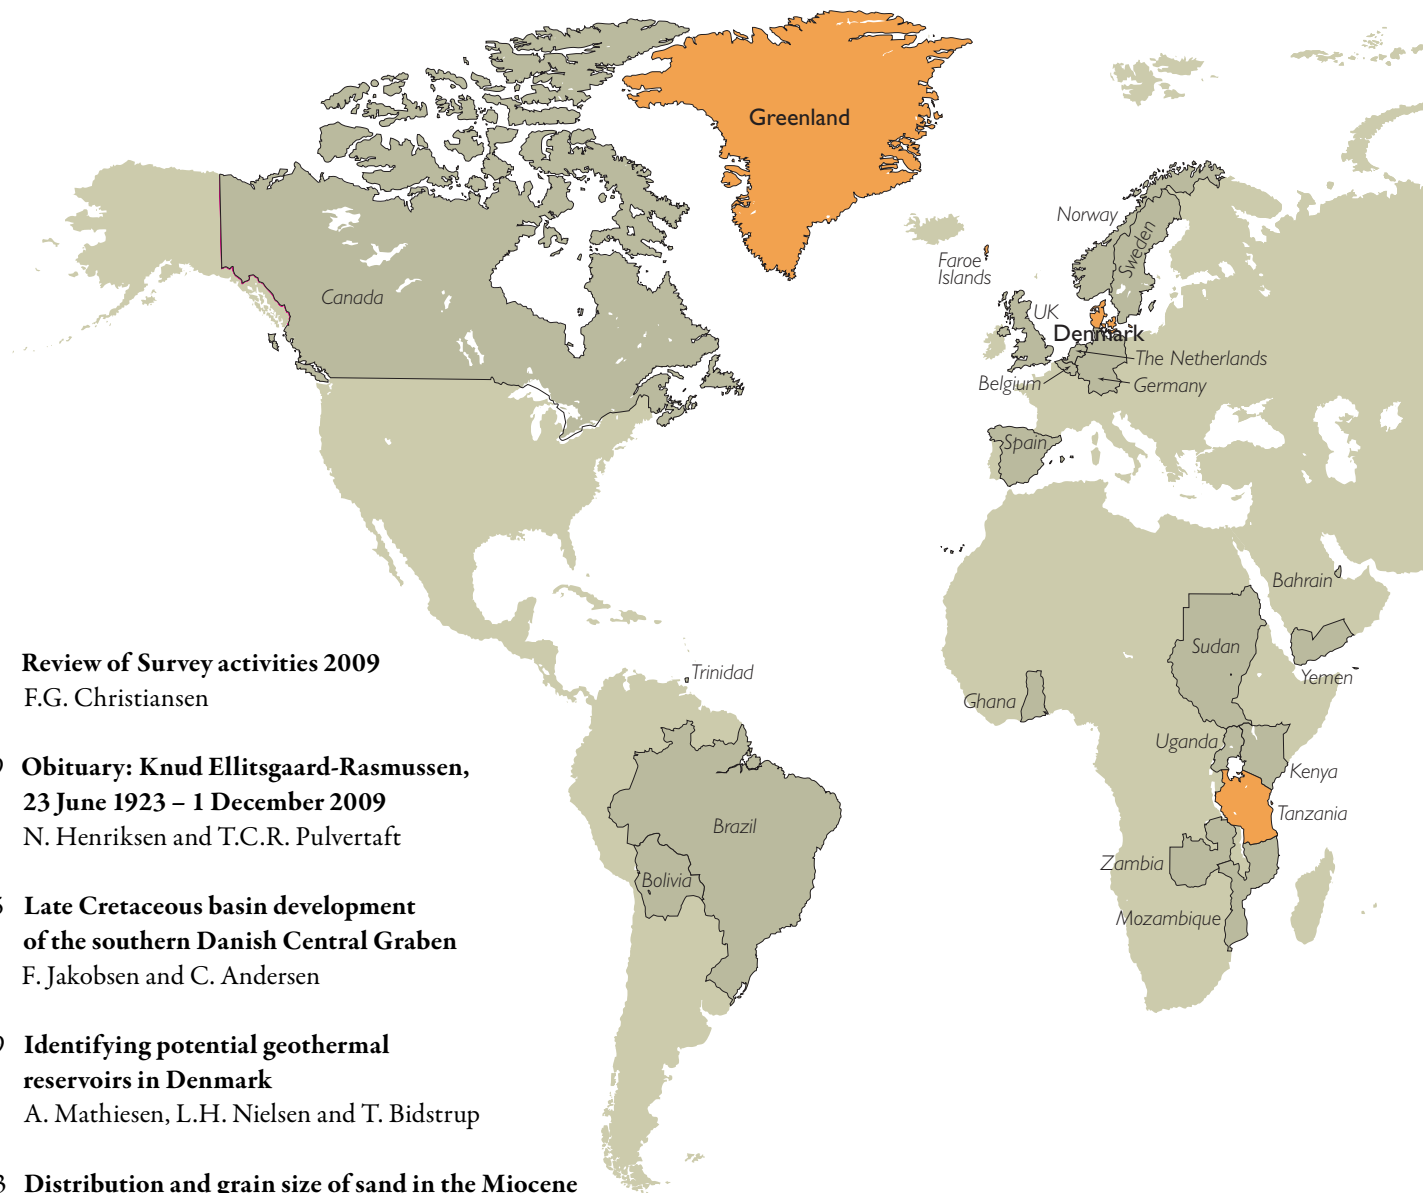 Greenland
Norway
Sweden
Faroe
Islands
Canada
UK
Denmark
The Netherlands
Belgium
Germany
Spain
Bahrain
Sudan
Yemen
Trinidad
Ghana
Uganda
Kenya
Tanzania
Brazil
Zambia
Bolivia
Mozambique
Review of Survey activities 2009
F.G. Christiansen
Obituary: Knud Ellitsgaard-Rasmussen,
23 June 1923 – 1 December 2009
N. Henriksen and T.C.R. Pulvertaft
Late Cretaceous basin development
of the southern Danish Central Graben
F. Jakobsen and C. Andersen
Identifying potential geothermal
reservoirs in Denmark
A. Mathiesen, L.H. Nielsen and T. Bidstrup
Distribution and grain size of sand in the Miocene